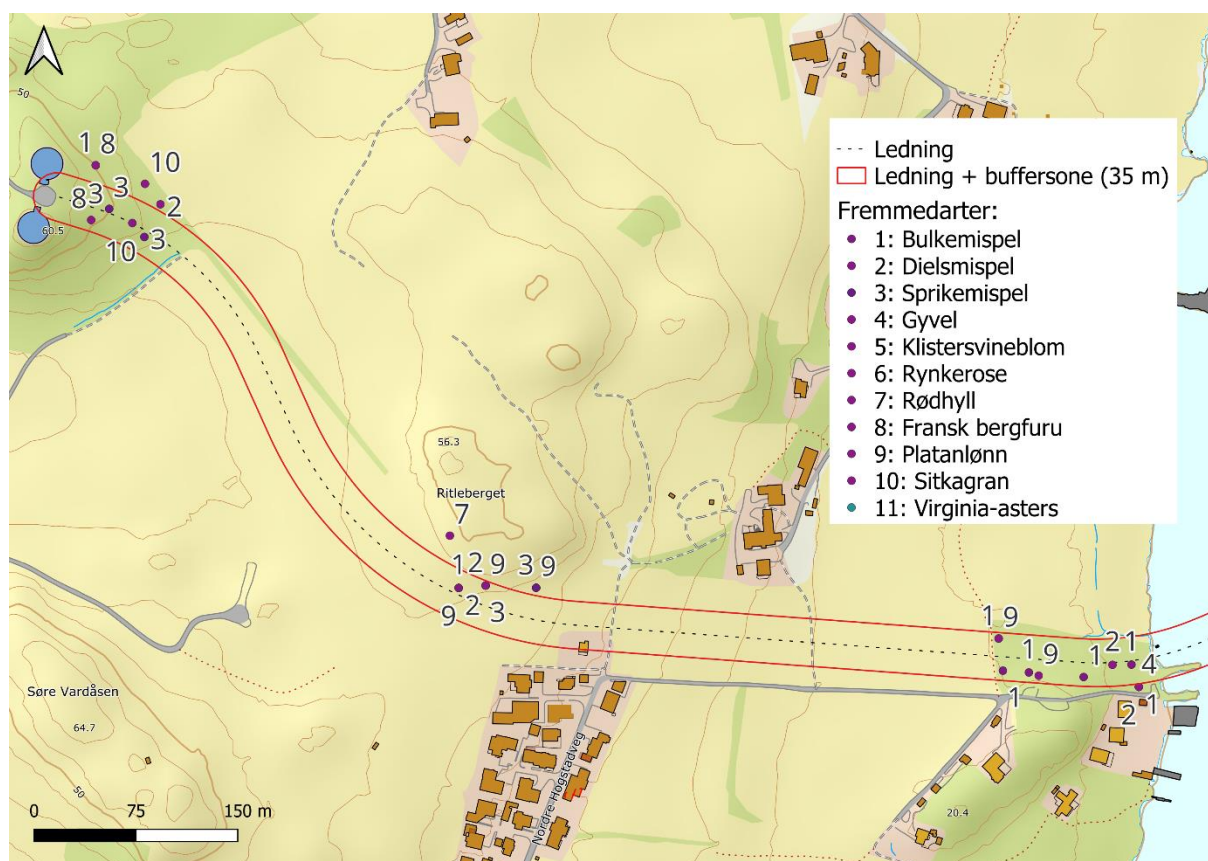 50
1 8
10
8 3 3
2
60.5
10 3
Ledning
Ledning + buffersone (35 m)
Fremmedarter:
1: Bulkemispel
2: Dielsmispel
3: Sprikemispel
4: Gyvel
5: Klistersvineblom
6: Rynkerose
7: Rødhyll
8: Fransk bergfuru
9: Platanlønn
10: Sitkagran
11: Virginia-asters
56.3
Ritleberget
7
1 2 9 3 9
9 2 3
1 9
1 9 1 2 1
4
1 2 1
Søre Vardåsen
64.7
50
Nordre Hogstadveg
20.4
0 75 150 m